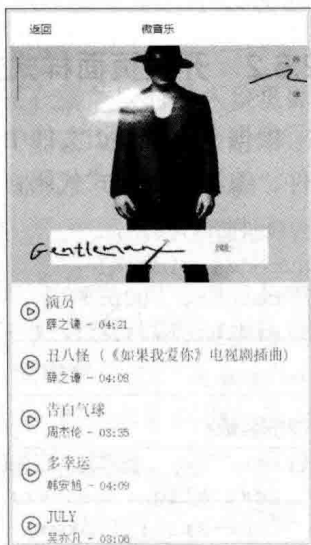 返回
微音乐
Gentleman
演员
薛之谦 - 04:21
丑八怪 (《如果我爱你》电视剧插曲)
薛之谦 - 04:08
告白气球
周杰伦 - 03:35
多幸运
韩安旭 - 04:09
JULY
吴亦凡 - 03:06